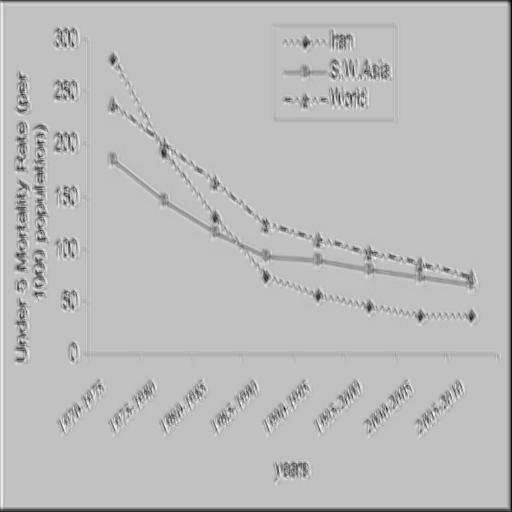 300
250
200
150
100
50
0
Under 5 Mortality Rate (per
1000 population)
Iran
S.W.Asia
World
1970-1975
1975-1980
1980-1985
1985-1990
1990-1995
1995-2000
2000-2005
2005-2010
years